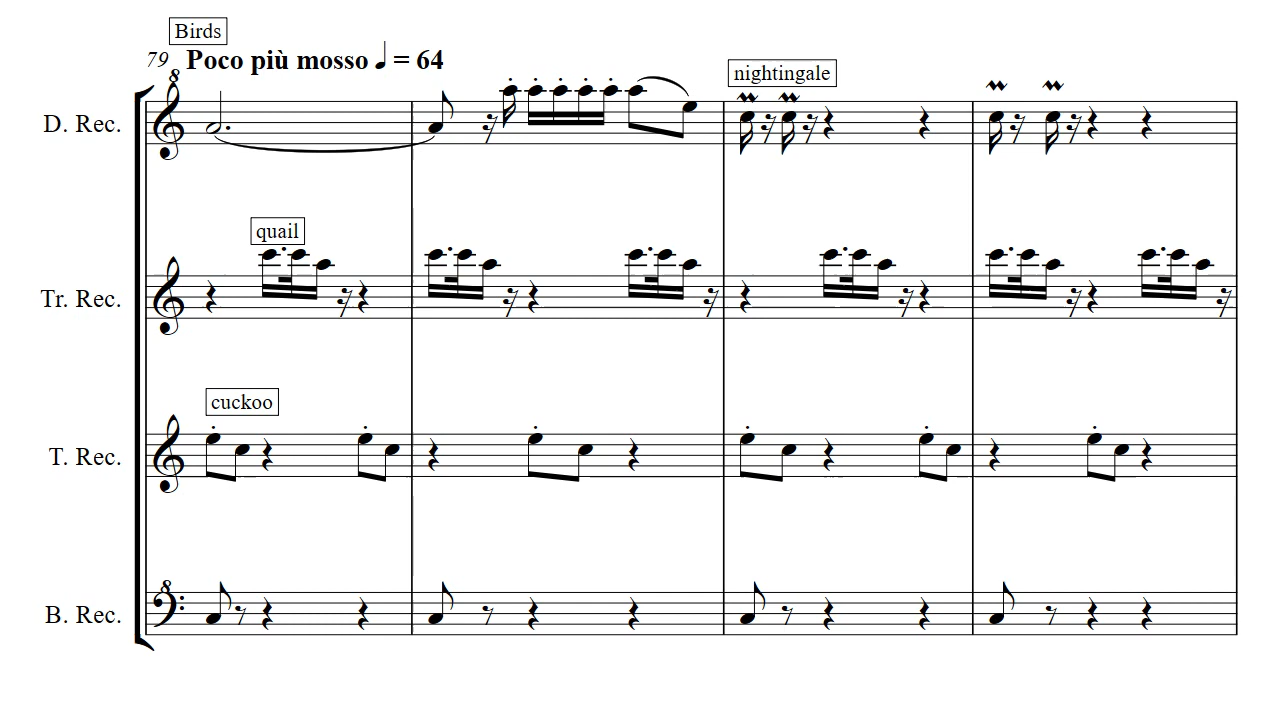 Birds
79 Poco più mosso ♩ = 64
8
nightingale
D. Rec.
quail
Tr. Rec.
cuckoo
T. Rec.
8
B. Rec.